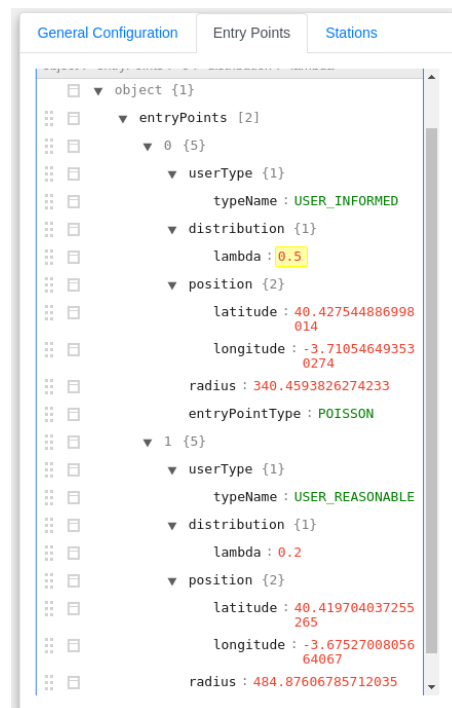 General Configuration Entry Points Stations
object {1}
entryPoints [2]
0 {5}
userType {1}
typeName : USER_INFORMED
distribution {1}
lambda : 0.5
position {2}
latitude : 40.427544886998
014
longitude : -3.71054649353
0274
radius : 340.4593826274233
entryPointType : POISSON
1 {5}
userType {1}
typeName : USER_REASONABLE
distribution {1}
lambda : 0.2
position {2}
latitude : 40.419704037255
265
longitude : -3.67527008056
64067
radius : 484.87606785712035